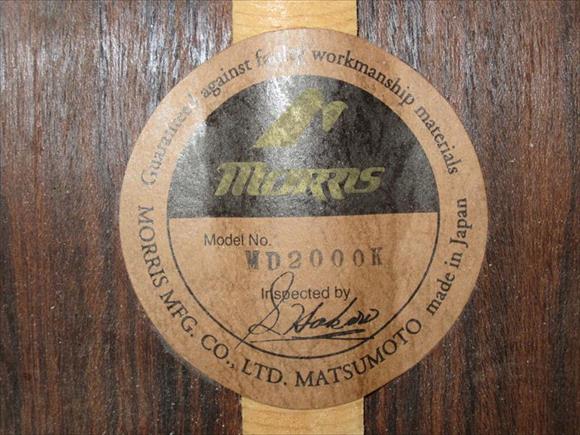 Guaranteed against faulty workmanship materials
MORRIS
Model No.
MD2000K
Inspected by
MORRIS MFG. CO., LTD. MATSUMOTO made in Japan